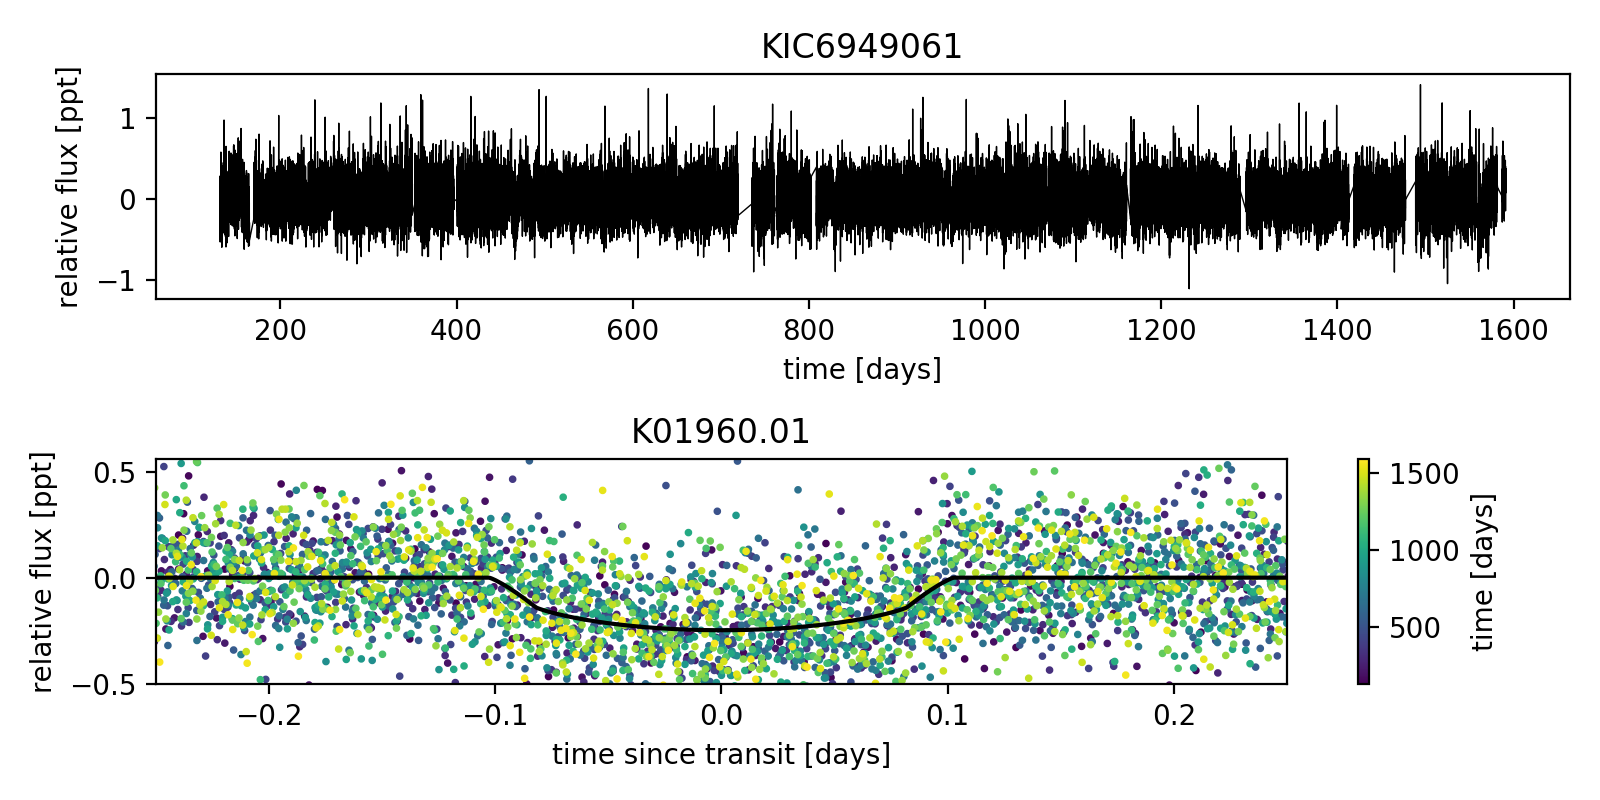 KIC6949061
relative flux [ppt]
1
0
−1
200 400 600 800 1000 1200 1400 1600
time [days]
K01960.01
relative flux [ppt]
0.5
0.0
−0.5
−0.2 −0.1 0.0 0.1 0.2
time since transit [days]
1500
1000
500
time [days]